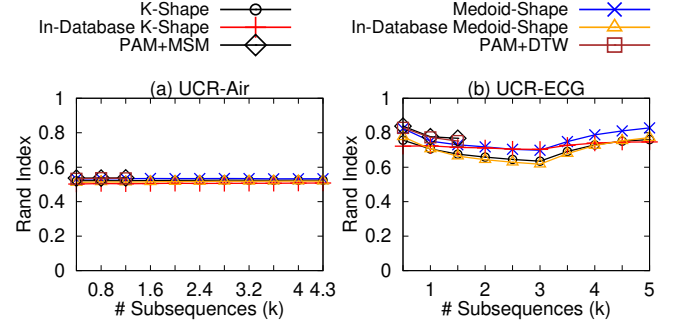 K-Shape Medoid-Shape
In-Database K-Shape In-Database Medoid-Shape
PAM+MSM PAM+DTW
(a) UCR-Air (b) UCR-ECG
1 1
0.8 0.8
0.6 0.6
0.4 0.4
0.2 0.2
0 0
Rand Index Rand Index
0.8 1.6 2.4 3.2 4 4.3 1 2 3 4 5
# Subsequences (k) # Subsequences (k)